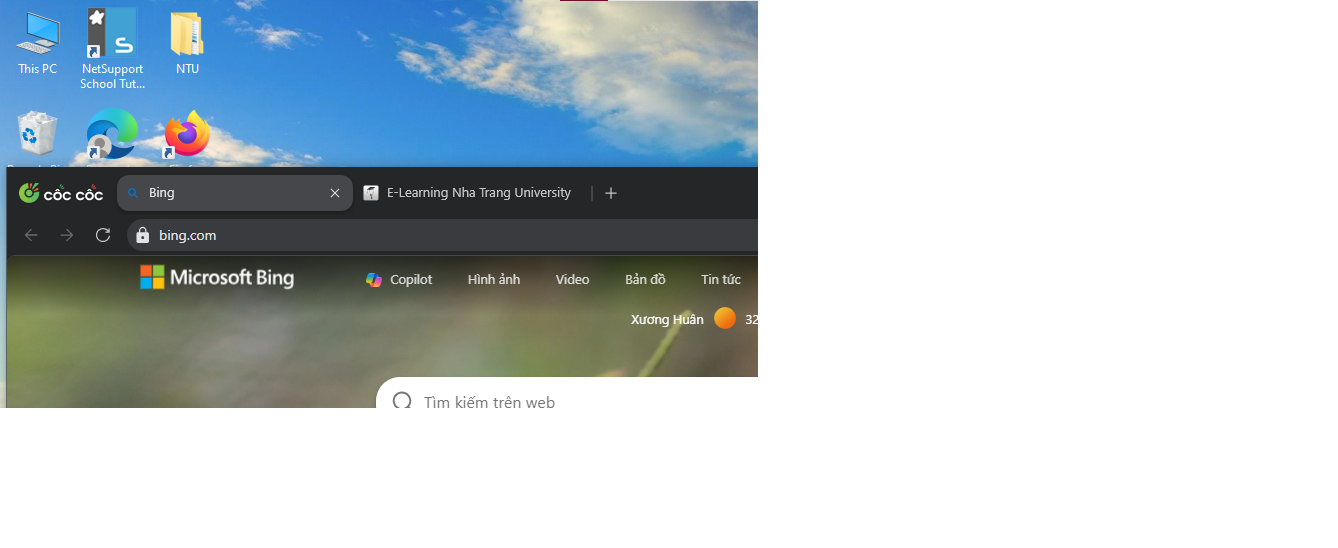 This PC
NetSupport
School Tut...
NTU
cốc cốc
Bing
E-Learning Nha Trang University
bing.com
Microsoft Bing
Copilot
Hình ảnh
Video
Bản đồ
Tin tức
Xương Huân
32
Tìm kiếm trên web